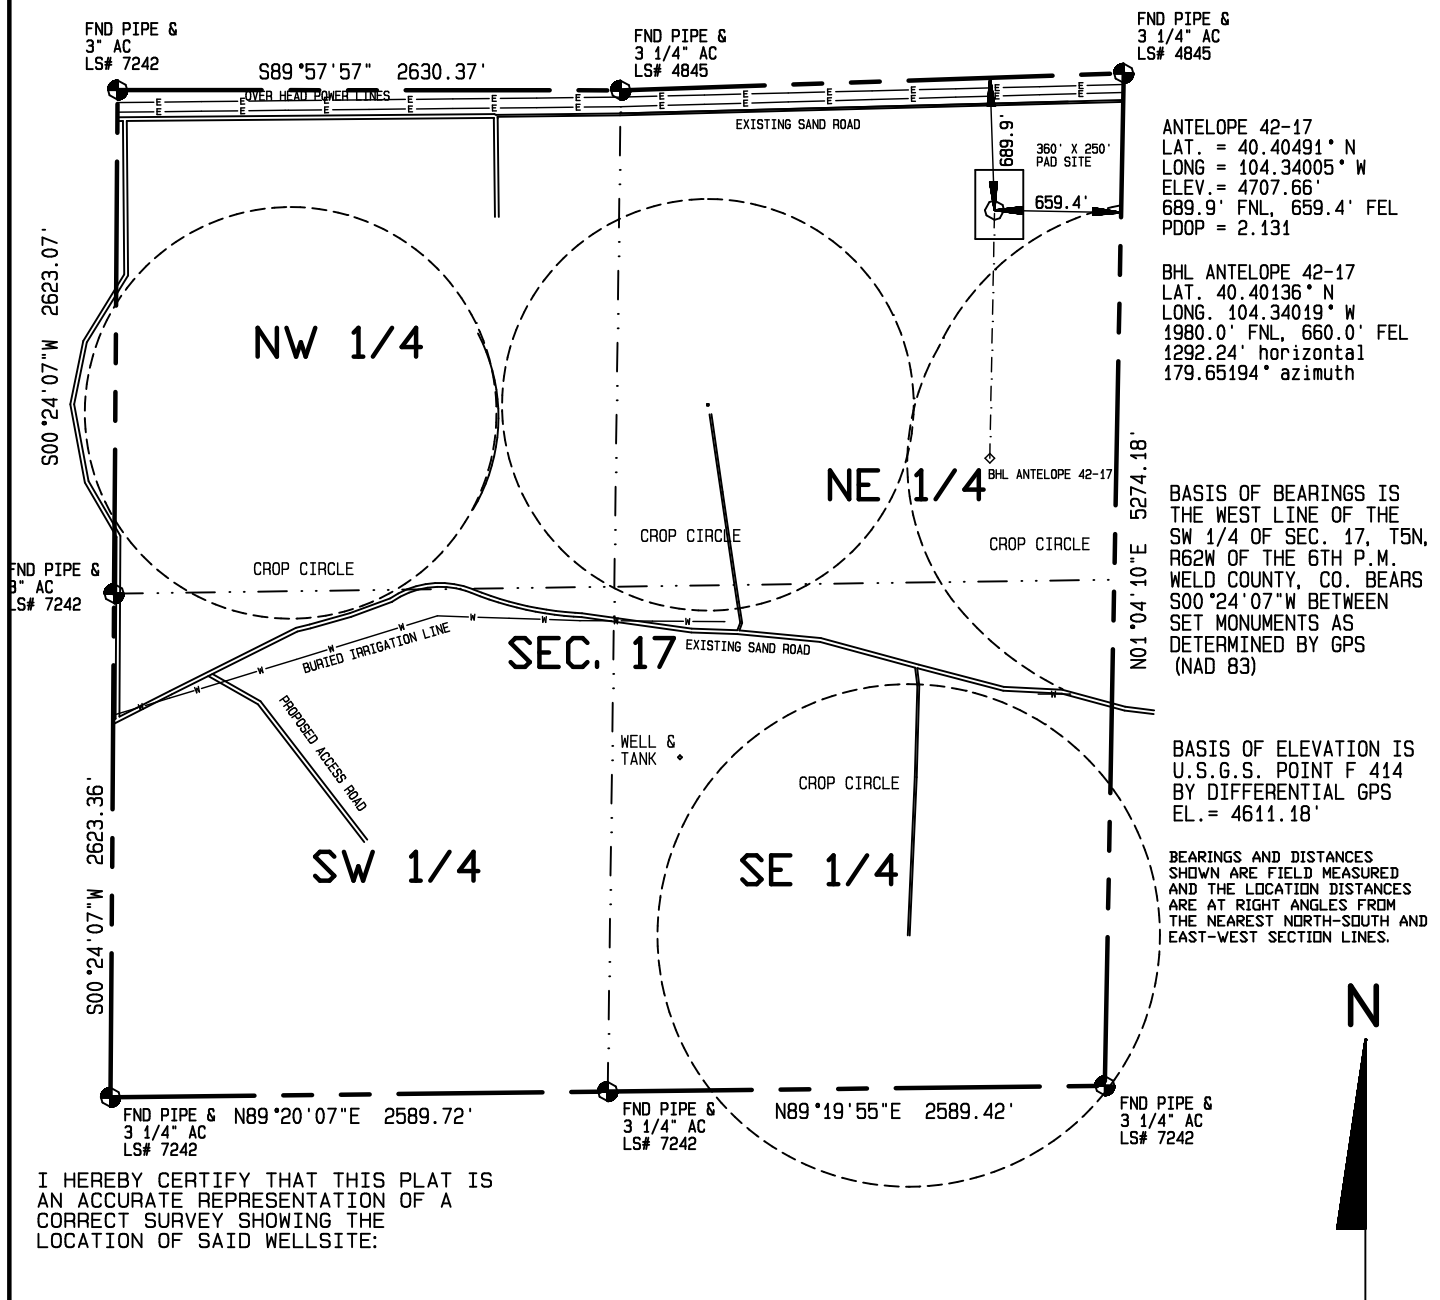 FND PIPE &
3" AC
LS# 7242
S89°57'57" 2630.37'
FND PIPE &
3 1/4" AC
LS# 4845
FND PIPE &
3 1/4" AC
LS# 4845
OVER HEAD POWER LINES
E E E E E E E E E E E E
E E E E E E E E E E E E
EXISTING SAND ROAD
689.9'
360' X 250'
PAD SITE
659.4'
ANTELOPE 42-17
LAT. = 40.40491° N
LONG = 104.34005° W
ELEV.= 4707.66'
689.9' FNL, 659.4' FEL
PDOP = 2.131
BHL ANTELOPE 42-17
LAT. 40.40136° N
LONG. 104.34019° W
1980.0' FNL, 660.0' FEL
1292.24' horizontal
179.65194° azimuth
S00°24'07"W 2623.07'
NW 1/4
NE 1/4
BHL ANTELOPE 42-17
CROP CIRCLE
CROP CIRCLE
CROP CIRCLE
N01°04'10"E 5274.18'
BASIS OF BEARINGS IS
THE WEST LINE OF THE
SW 1/4 OF SEC. 17, T5N,
R62W OF THE 6TH P.M.
WELD COUNTY, CO. BEARS
S00°24'07"W BETWEEN
SET MONUMENTS AS
DETERMINED BY GPS
(NAD 83)
FND PIPE &
3" AC
LS# 7242
W W W W W W W W W W
BURIED IRRIGATION LINE
SEC. 17
EXISTING SAND ROAD
PROPOSED ACCESS ROAD
WELL &
TANK
CROP CIRCLE
BASIS OF ELEVATION IS
U.S.G.S. POINT F 414
BY DIFFERENTIAL GPS
EL.= 4611.18'
S00°24'07"W 2623.36'
SW 1/4
SE 1/4
BEARINGS AND DISTANCES
SHOWN ARE FIELD MEASURED
AND THE LOCATION DISTANCES
ARE AT RIGHT ANGLES FROM
THE NEAREST NORTH-SOUTH AND
EAST-WEST SECTION LINES.
N
FND PIPE &
3 1/4" AC
LS# 7242
N89°20'07"E 2589.72'
FND PIPE &
3 1/4" AC
LS# 7242
N89°19'55"E 2589.42'
FND PIPE &
3 1/4" AC
LS# 7242
I HEREBY CERTIFY THAT THIS PLAT IS
AN ACCURATE REPRESENTATION OF A
CORRECT SURVEY SHOWING THE
LOCATION OF SAID WELLSITE: